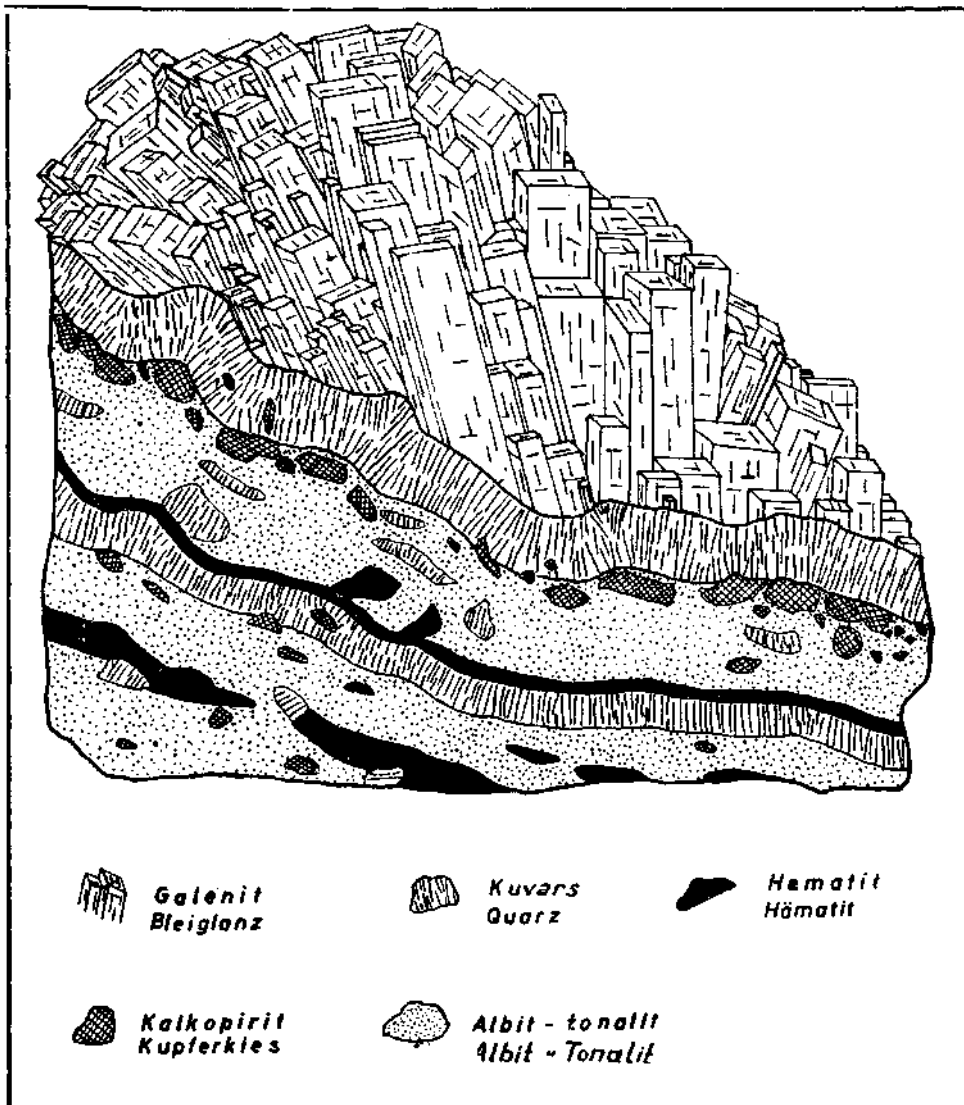 Galenit
Bleiglanz
Kuvars
Quarz
Hematit
Hämatit
Kalkopirit
Kupferkies
Albit - tonalit
Albit - Tonalit